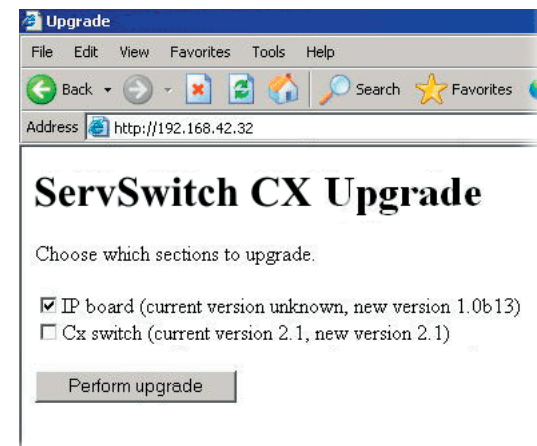 Upgrade
File Edit View Favorites Tools Help
Back Search Favorites
Address http://192.168.42.32
ServSwitch CX Upgrade
Choose which sections to upgrade.
IP board (current version unknown, new version 1.0b13)
Cx switch (current version 2.1, new version 2.1)
Perform upgrade